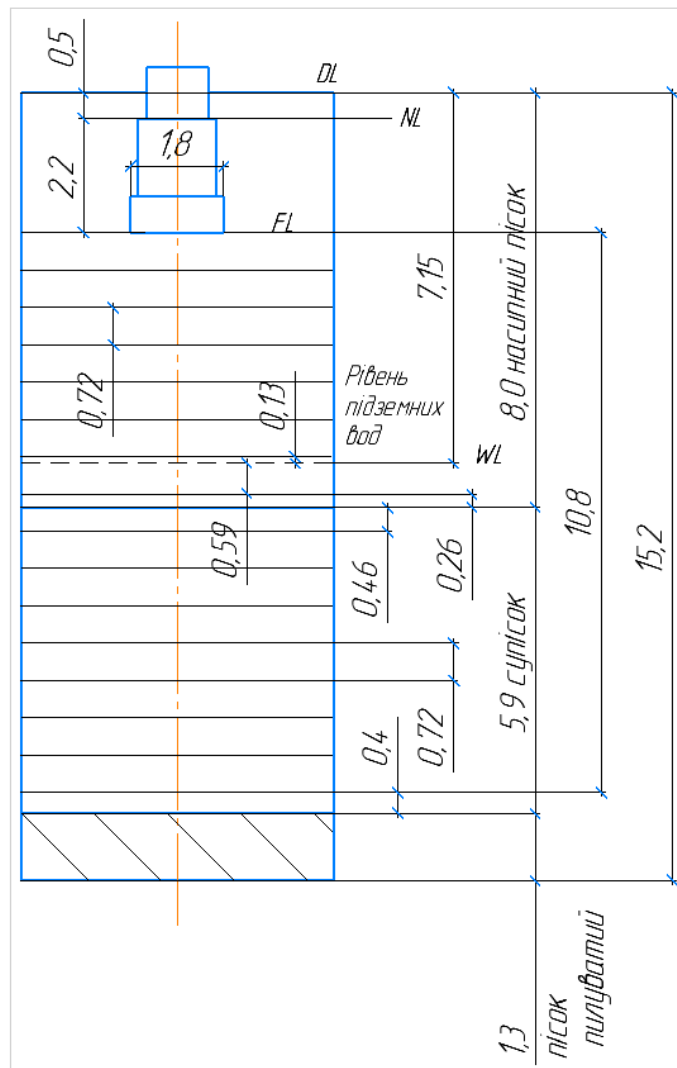 0,5
DL
NL
1,8
2,2
FL
7,15
8,0 насипний пісок
0,72
0,13
Рівень
підземних
вод
WL
0,59
0,46
0,26
10,8
15,2
5,9 супісок
0,4
0,72
1,3
пісок
пилуватий